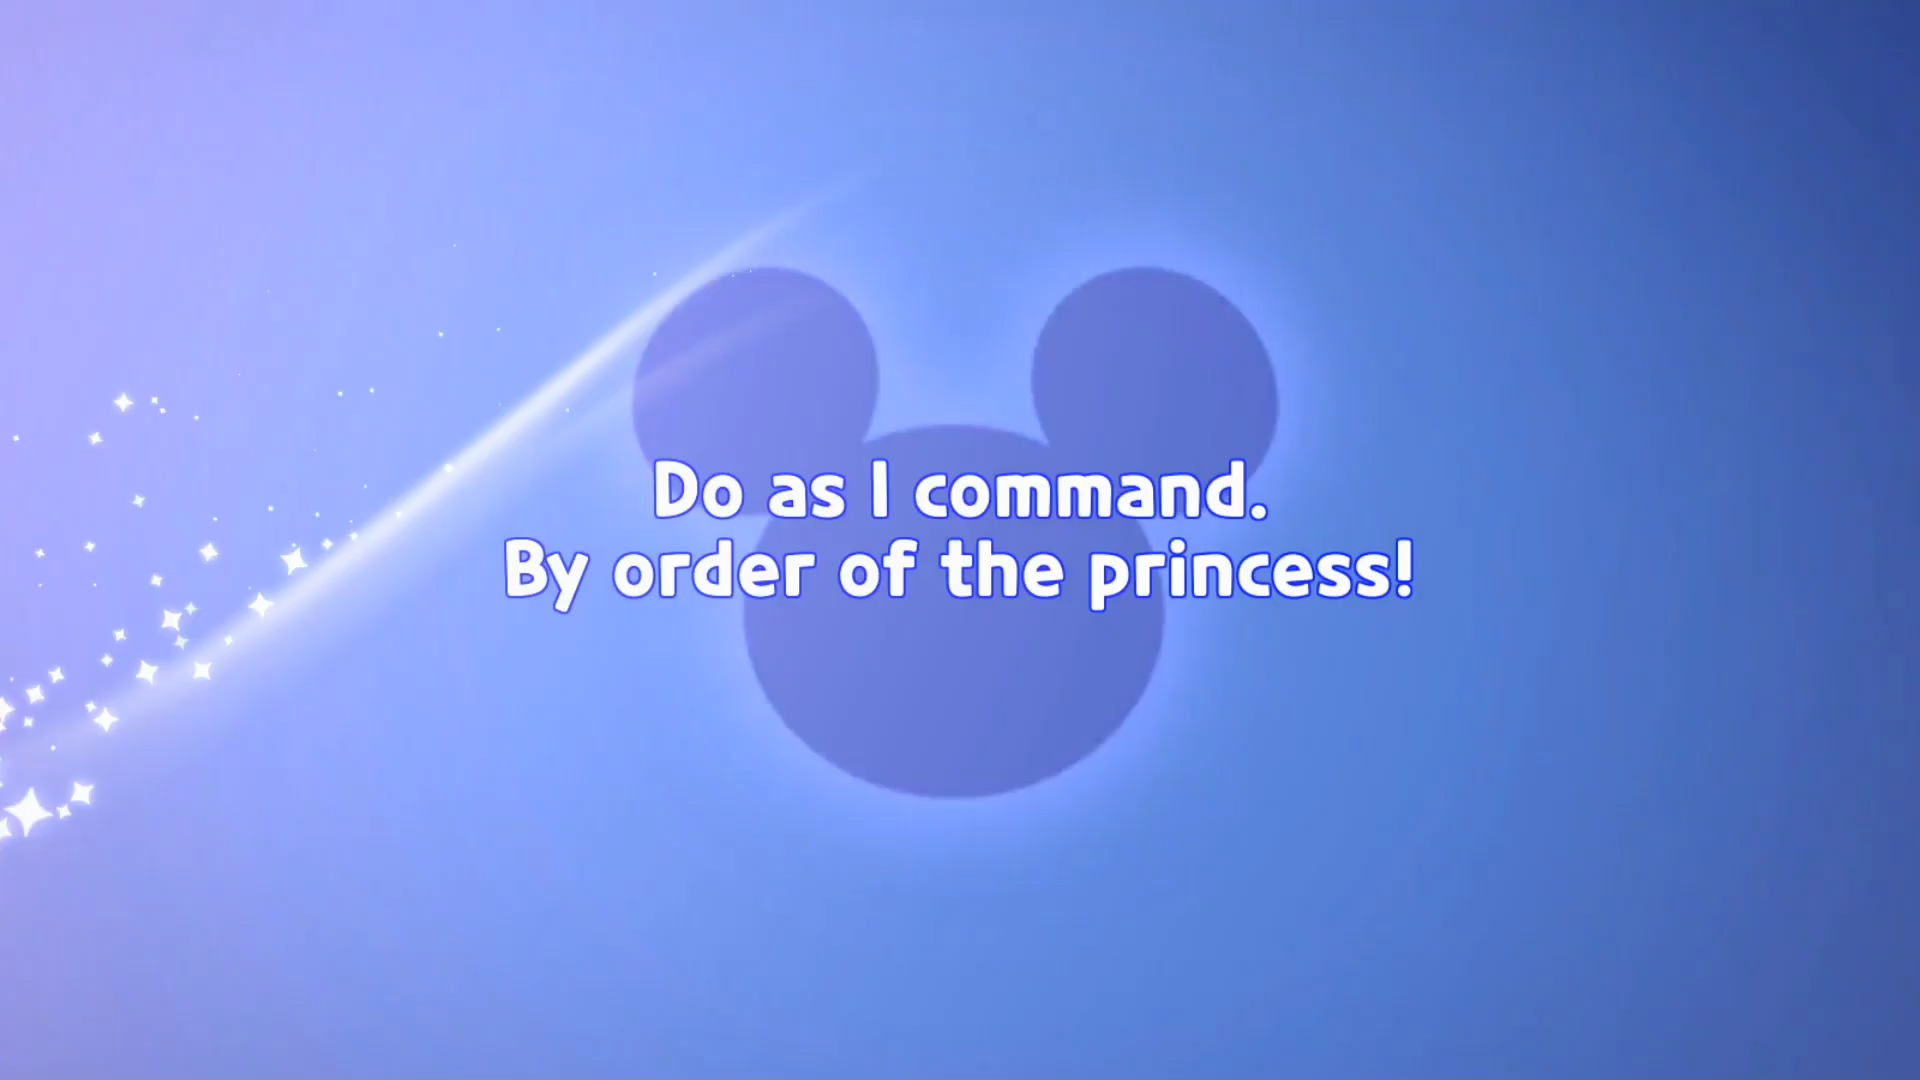 Do as I command.
By order of the princess!